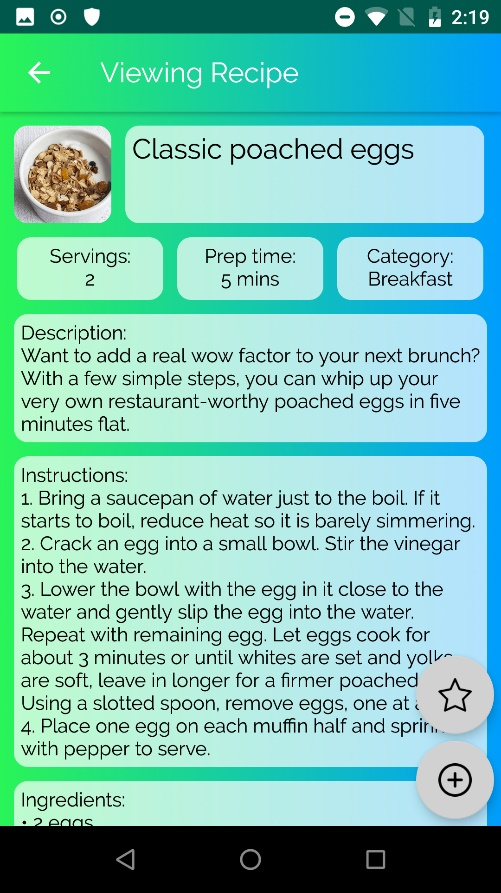 2:19
Viewing Recipe
Classic poached eggs
Servings:
2
Prep time:
5 mins
Category:
Breakfast
Description:
Want to add a real wow factor to your next brunch?
With a few simple steps, you can whip up your
very own restaurant-worthy poached eggs in five
minutes flat.
Instructions:
1. Bring a saucepan of water just to the boil. If it
starts to boil, reduce heat so it is barely simmering.
2. Crack an egg into a small bowl. Stir the vinegar
into the water.
3. Lower the bowl with the egg in it close to the
water and gently slip the egg into the water.
Repeat with remaining egg. Let eggs cook for
about 3 minutes or until whites are set and yolks
are soft, leave in longer for a firmer poached
Using a slotted spoon, remove eggs, one at
4. Place one egg on each muffin half and
with pepper to serve.
Ingredients:
• 2 eggs